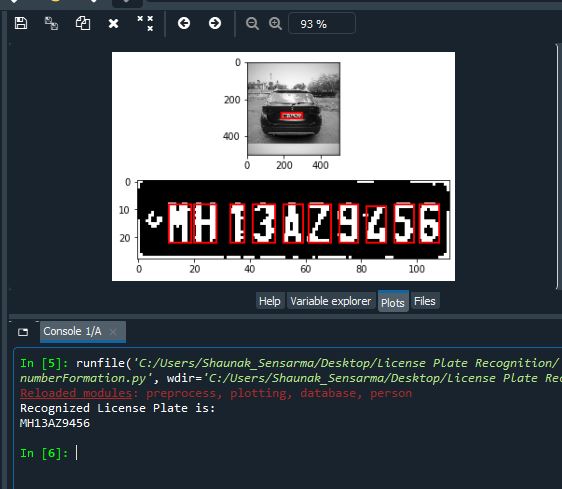 93 %
0
200
400
0 200 400
0
10
20
MH 13AZ9456
0 20 40 60 80 100
Help Variable explorer Plots Files
Console 1/A
In [5]: runfile('C:/Users/Shaunak_Sensarma/Desktop/License Plate Recognition/
numberFormation.py', wdir='C:/Users/Shaunak_Sensarma/Desktop/License Plate Rec
Reloaded modules: preprocess, plotting, database, person
Recognized License Plate is:
MH13AZ9456
In [6]: